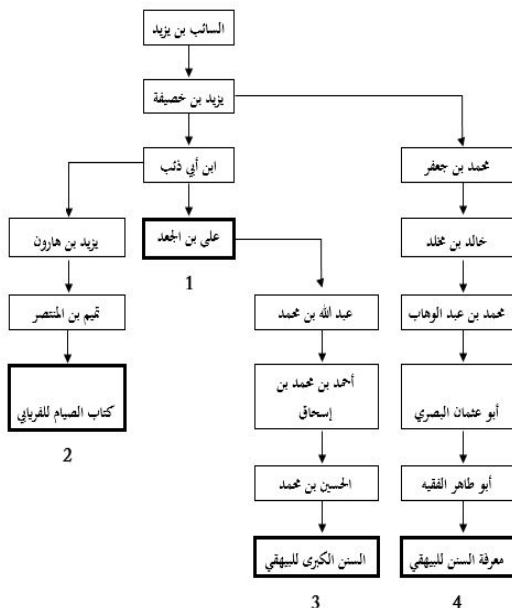 السائب بن يزيد
يزيد بن خصيفة
ابن أبي ذئب
محمد بن جعفر
يزيد بن هارون
علي بن الجعد
خالد بن مخلد
1
تميم بن المنتصر
عبد الله بن محمد
محمد بن عبد الوهاب
كتاب الصيام للفريابي
أحمد بن محمد بن
إسحاق
أبو عثمان البصري
2
الحسين بن محمد
أبو طاهر الفقيه
السنن الكبرى للبيهقي
معرفة السنن للبيهقي
3
4